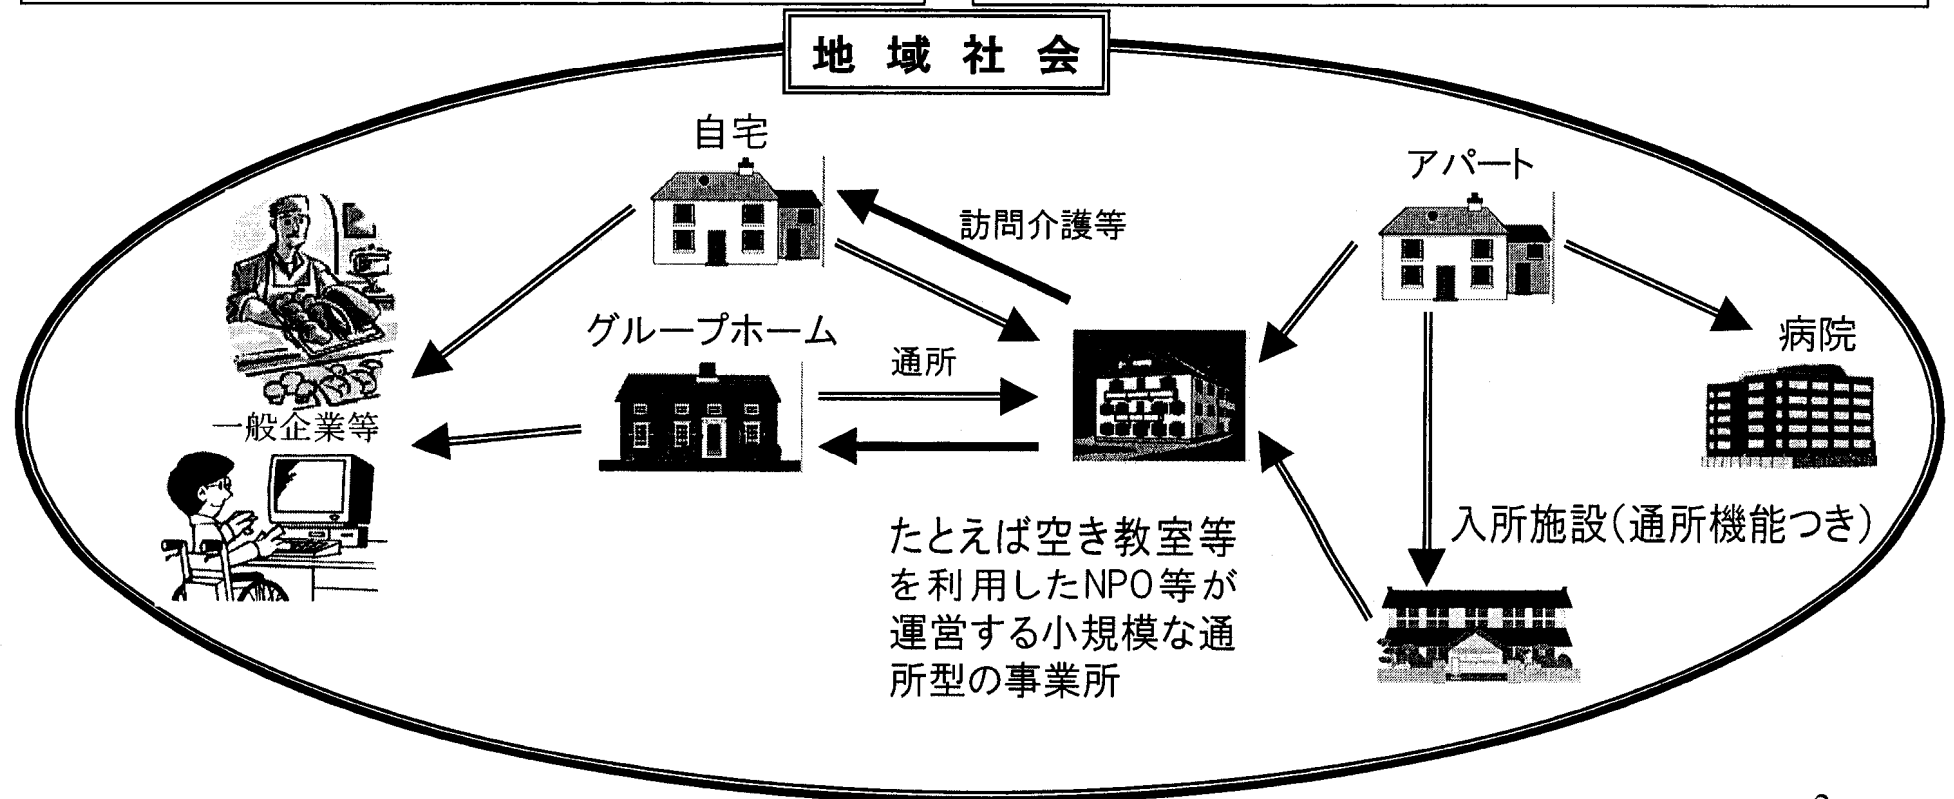 地域社会
自宅
アパート
訪問介護等
グループホーム
通所
病院
一般企業等
入所施設(通所機能つき)
たとえば空き教室等
を利用したNPO等が
運営する小規模な通
所型の事業所